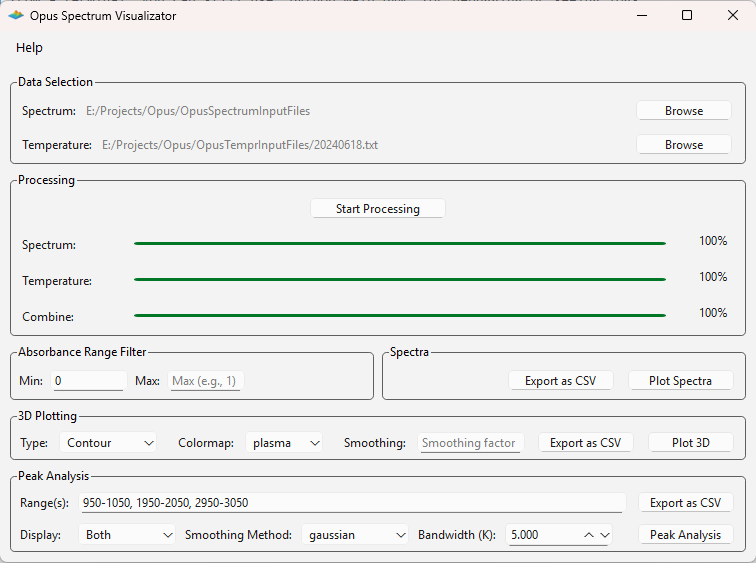 Opus Spectrum Visualizator
Help
Data Selection
Spectrum: E:/Projects/Opus/OpusSpectrumInputFiles Browse
Temperature: E:/Projects/Opus/OpusTemprInputFiles/20240618.txt Browse
Processing
Start Processing
Spectrum: 100%
Temperature: 100%
Combine: 100%
Absorbance Range Filter Spectra
Min: 0 Max: Max (e.g., 1) Export as CSV Plot Spectra
3D Plotting
Type: Contour Colormap: plasma Smoothing: Smoothing factor Export as CSV Plot 3D
Peak Analysis
Range(s): 950-1050, 1950-2050, 2950-3050 Export as CSV
Display: Both Smoothing Method: gaussian Bandwidth (K): 5.000 Peak Analysis